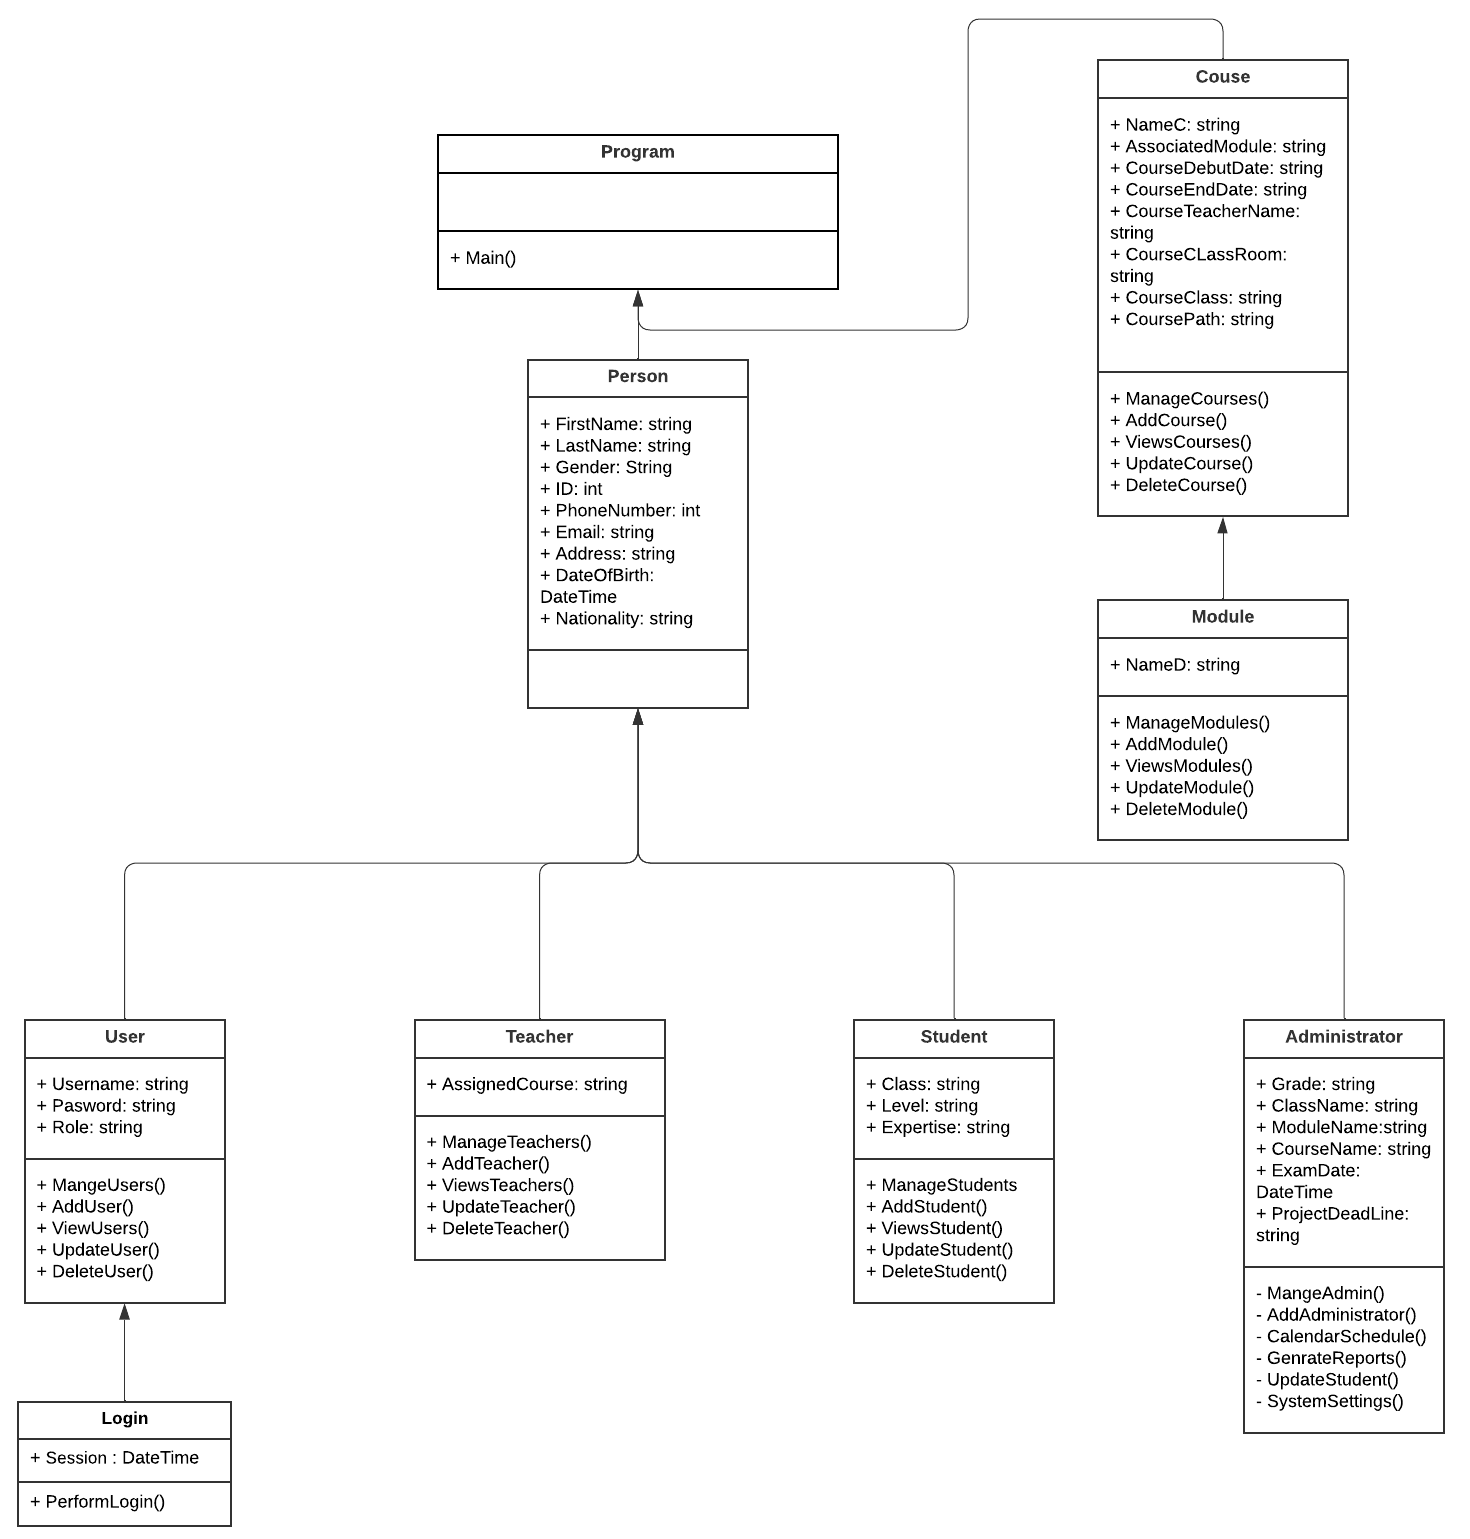 Couse
+ NameC: string
+ AssociatedModule: string
+ CourseDebutDate: string
+ CourseEndDate: string
+ CourseTeacherName:
string
+ CourseCLassRoom:
string
+ CourseClass: string
+ CoursePath: string
+ ManageCourses()
+ AddCourse()
+ ViewsCourses()
+ UpdateCourse()
+ DeleteCourse()
Program
+ Main()
Person
+ FirstName: string
+ LastName: string
+ Gender: String
+ ID: int
+ PhoneNumber: int
+ Email: string
+ Address: string
+ DateOfBirth:
DateTime
+ Nationality: string
Module
+ NameD: string
+ ManageModules()
+ AddModule()
+ ViewsModules()
+ UpdateModule()
+ DeleteModule()
User
+ Username: string
+ Pasword: string
+ Role: string
+ MangeUsers()
+ AddUser()
+ ViewUsers()
+ UpdateUser()
+ DeleteUser()
Teacher
+ AssignedCourse: string
+ ManageTeachers()
+ AddTeacher()
+ ViewsTeachers()
+ UpdateTeacher()
+ DeleteTeacher()
Student
+ Class: string
+ Level: string
+ Expertise: string
+ ManageStudents
+ AddStudent()
+ ViewsStudent()
+ UpdateStudent()
+ DeleteStudent()
Administrator
+ Grade: string
+ ClassName: string
+ ModuleName:string
+ CourseName: string
+ ExamDate:
DateTime
+ ProjectDeadLine:
string
- MangeAdmin()
- AddAdministrator()
- CalendarSchedule()
- GenrateReports()
- UpdateStudent()
- SystemSettings()
Login
+ Session : DateTime
+ PerformLogin()